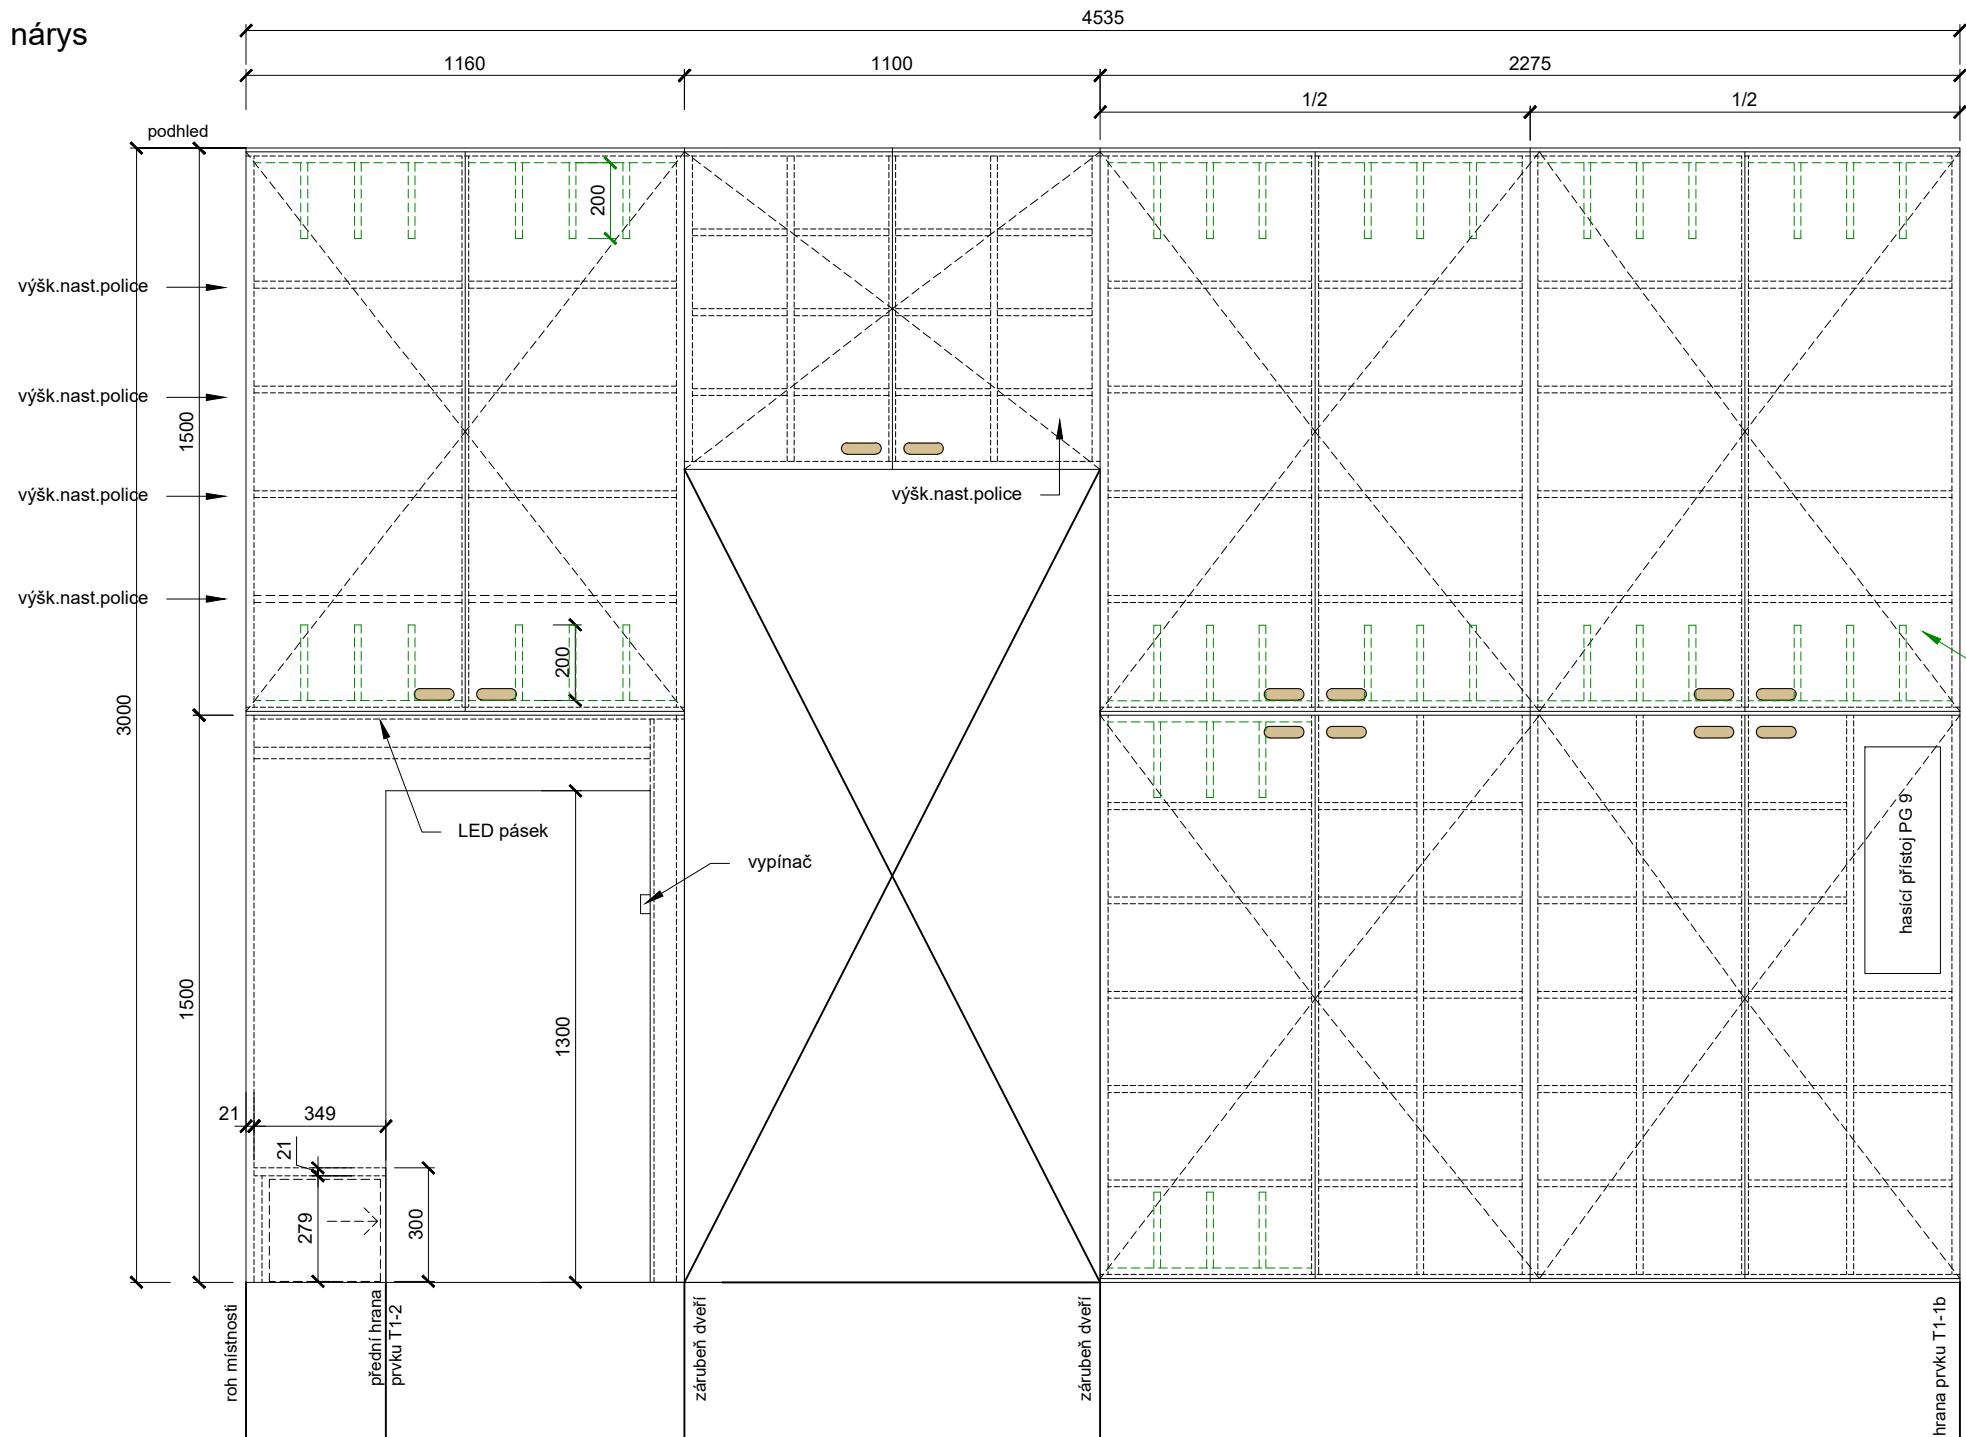 nárys
4535
1160
1100
2275
1/2
1/2
podhled
200
výšk.nast.police
výšk.nast.police
1500
výšk.nast.police
výšk.nast.police
výšk.nast.police
200
3000
LED pásek
vypínač
hasící přístoj PG 9
1500
1300
21
349
21
279
300
roh místnosti
přední hrana
prvku T1-2
zárubeň dveří
zárubeň dveří
hrana prvku T1-1b